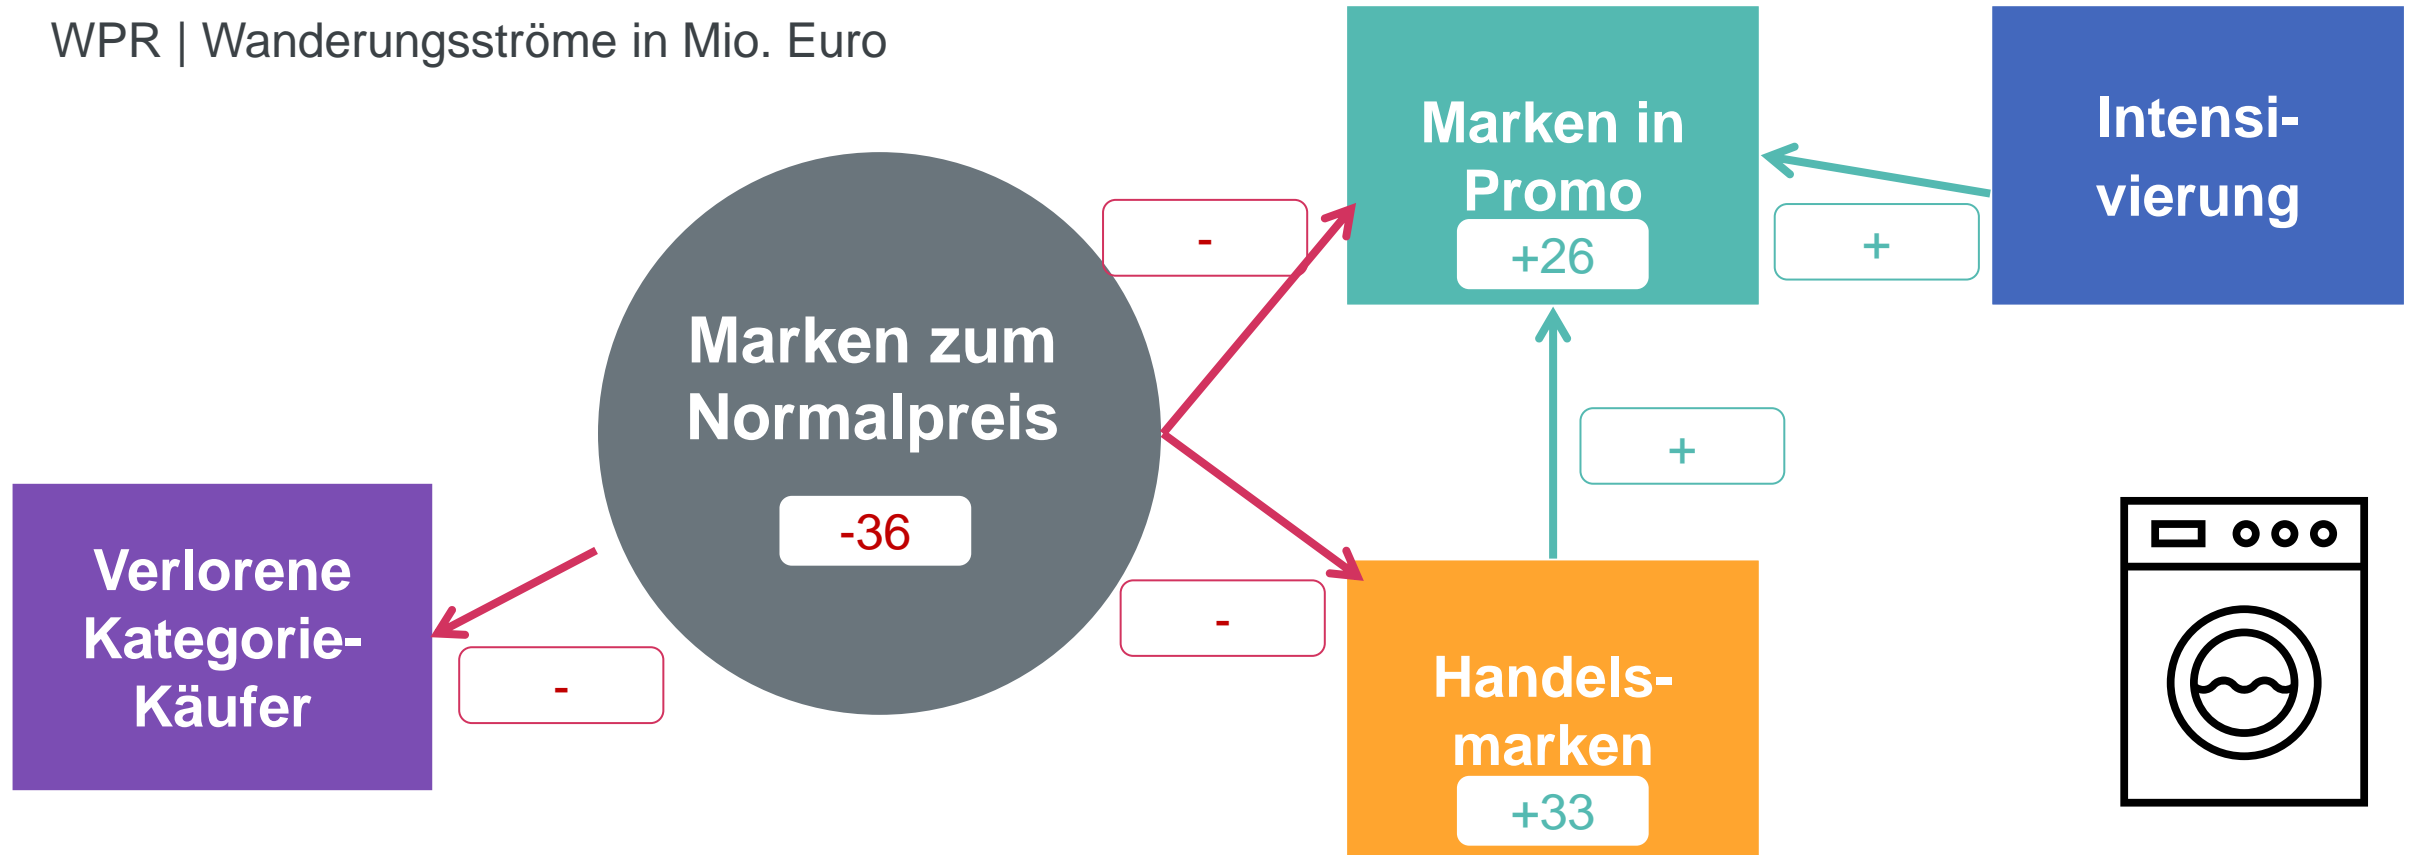 WPR | Wanderungsströme in Mio. Euro
Marken in
Promo
+26
Intensi-
vierung
-
+
Marken zum
Normalpreis
-36
+
Verlorene
Kategorie-
Käufer
-
-
Handels-
marken
+33